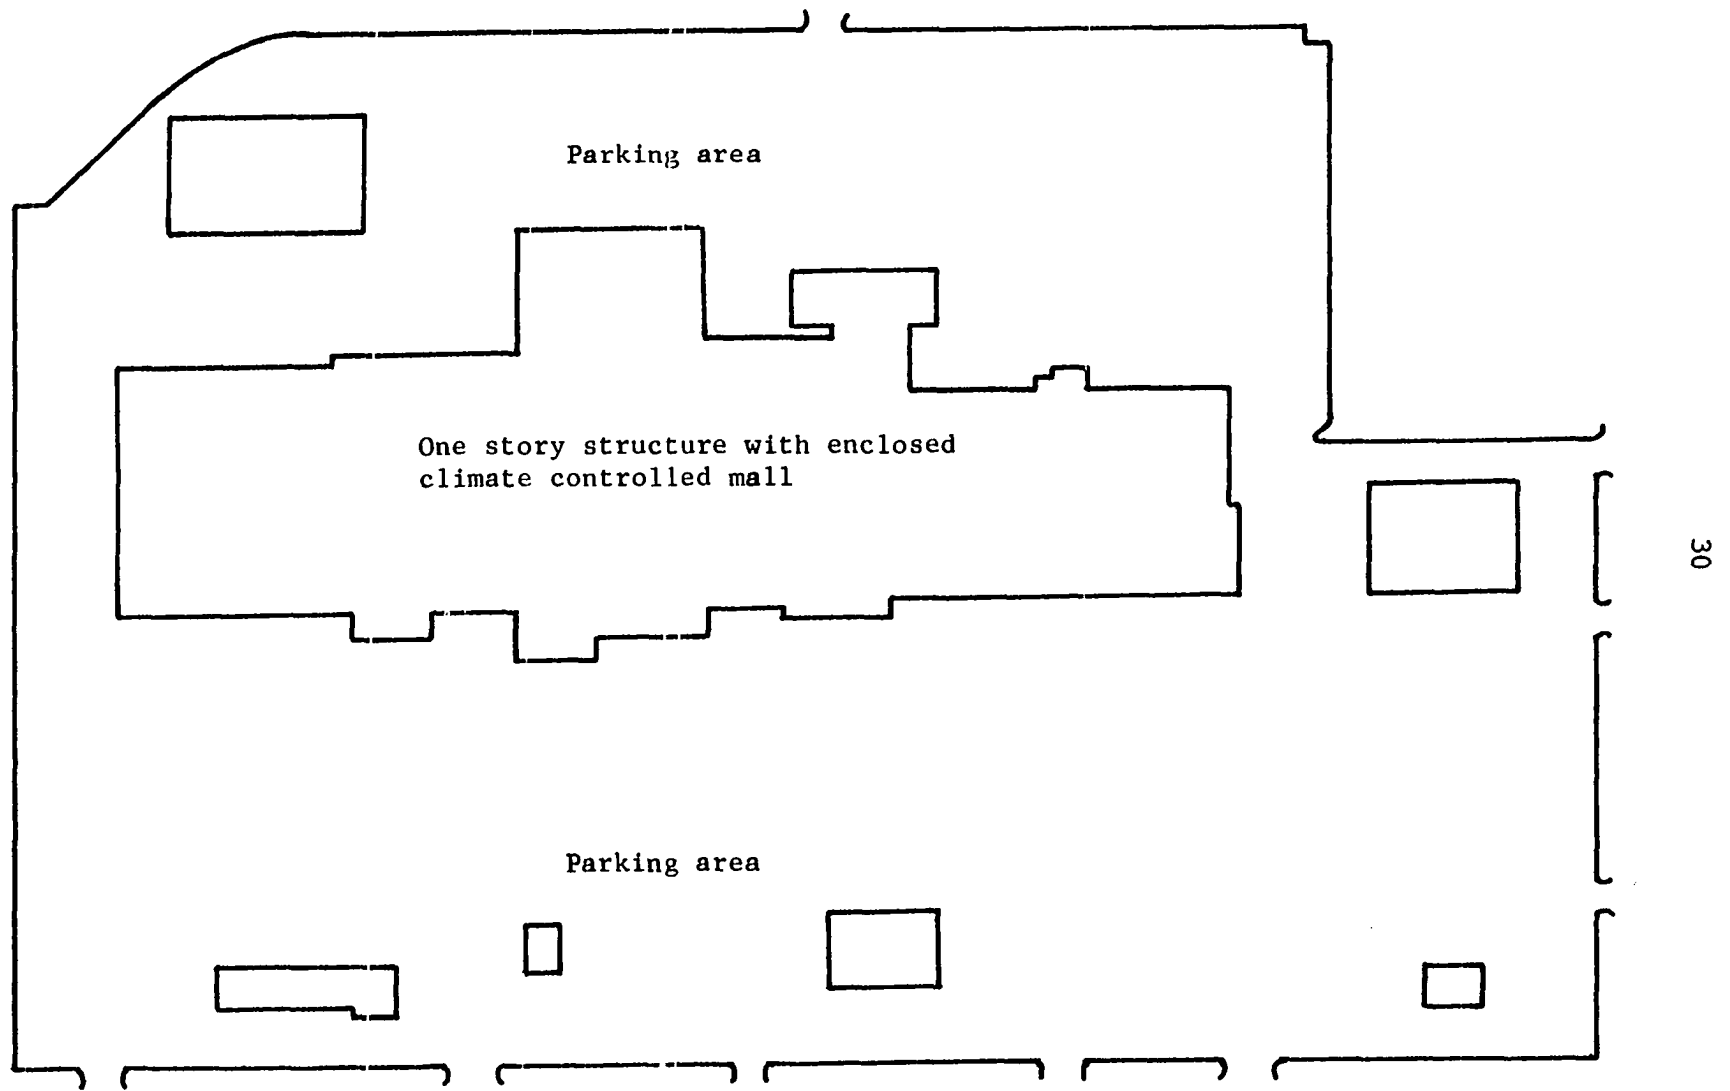 Parking area
One story structure with enclosed
climate controlled mall
30
Parking area